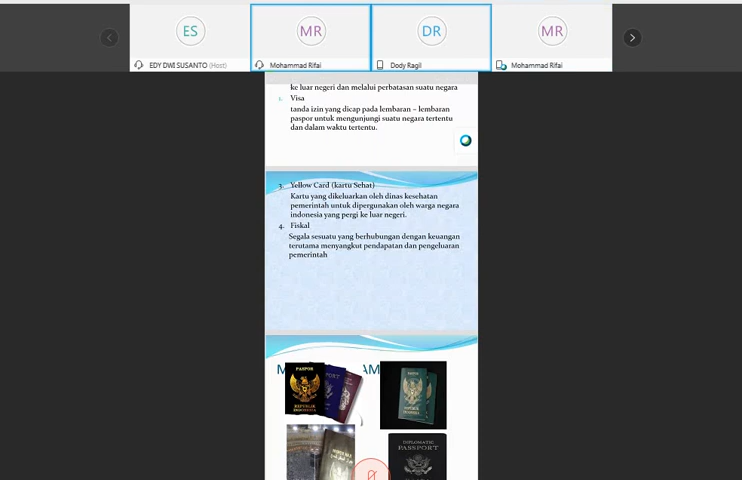 ES
MR
DR
MR
EDY DWI SUSANTO (Host)
Mohammad Rifai
Dody Ragil
Mohammad Rifai
ke luar negeri dan melalui perbatasan suatu negara
1. Visa
tanda izin yang dicap pada lembaran – lembaran
paspor untuk mengunjungi suatu negara tertentu
dan dalam waktu tertentu.
3. Yellow Card (kartu Sehat)
Kartu yang dikeluarkan oleh dinas kesehatan
pemerintah untuk dipergunakan oleh warga negara
indonesia yang pergi ke luar negeri.
4. Fiskal
Segala sesuatu yang berhubungan dengan keuangan
terutama menyangkut pendapatan dan pengeluaran
pemerintah
PASPOR
REPUBLIK
INDONESIA
PASPOR
DIPLOMATIC
PASSPORT